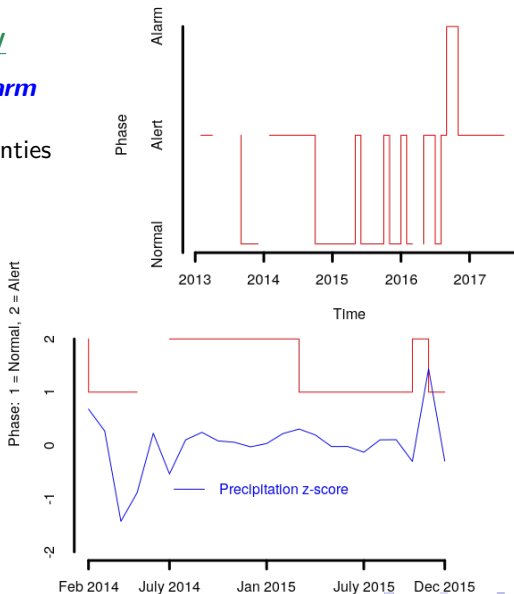 arm
nties
Phase
Alarm
Alert
Normal
2013 2014 2015 2016 2017
Time
Phase: 1 = Normal, 2 = Alert
2
1
0
-1
-2
Precipitation z-score
Feb 2014 July 2014 Jan 2015 July 2015 Dec 2015